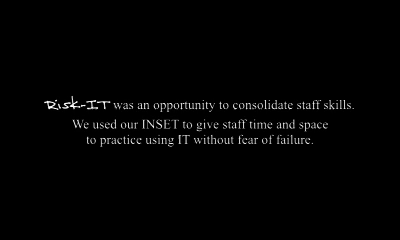 Risk-IT was an opportunity to consolidate staff skills.
We used our INSET to give staff time and space
to practice using IT without fear of failure.